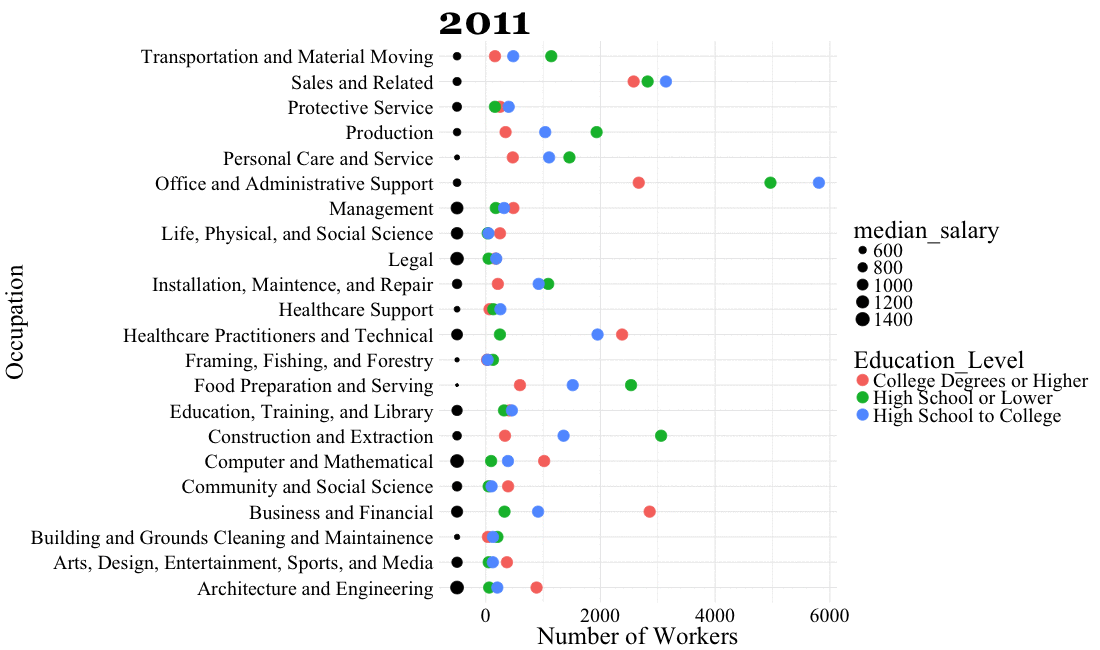 2011
Transportation and Material Moving
Sales and Related
Protective Service
Production
Personal Care and Service
Office and Administrative Support
Management
Life, Physical, and Social Science
Legal
Installation, Maintence, and Repair
Healthcare Support
Healthcare Practitioners and Technical
Framing, Fishing, and Forestry
Food Preparation and Serving
Education, Training, and Library
Construction and Extraction
Computer and Mathematical
Community and Social Science
Business and Financial
Building and Grounds Cleaning and Maintainence
Arts, Design, Entertainment, Sports, and Media
Architecture and Engineering
Occupation
0 2000 4000 6000
Number of Workers
median_salary
600
800
1000
1200
1400
Education_Level
College Degrees or Higher
High School or Lower
High School to College